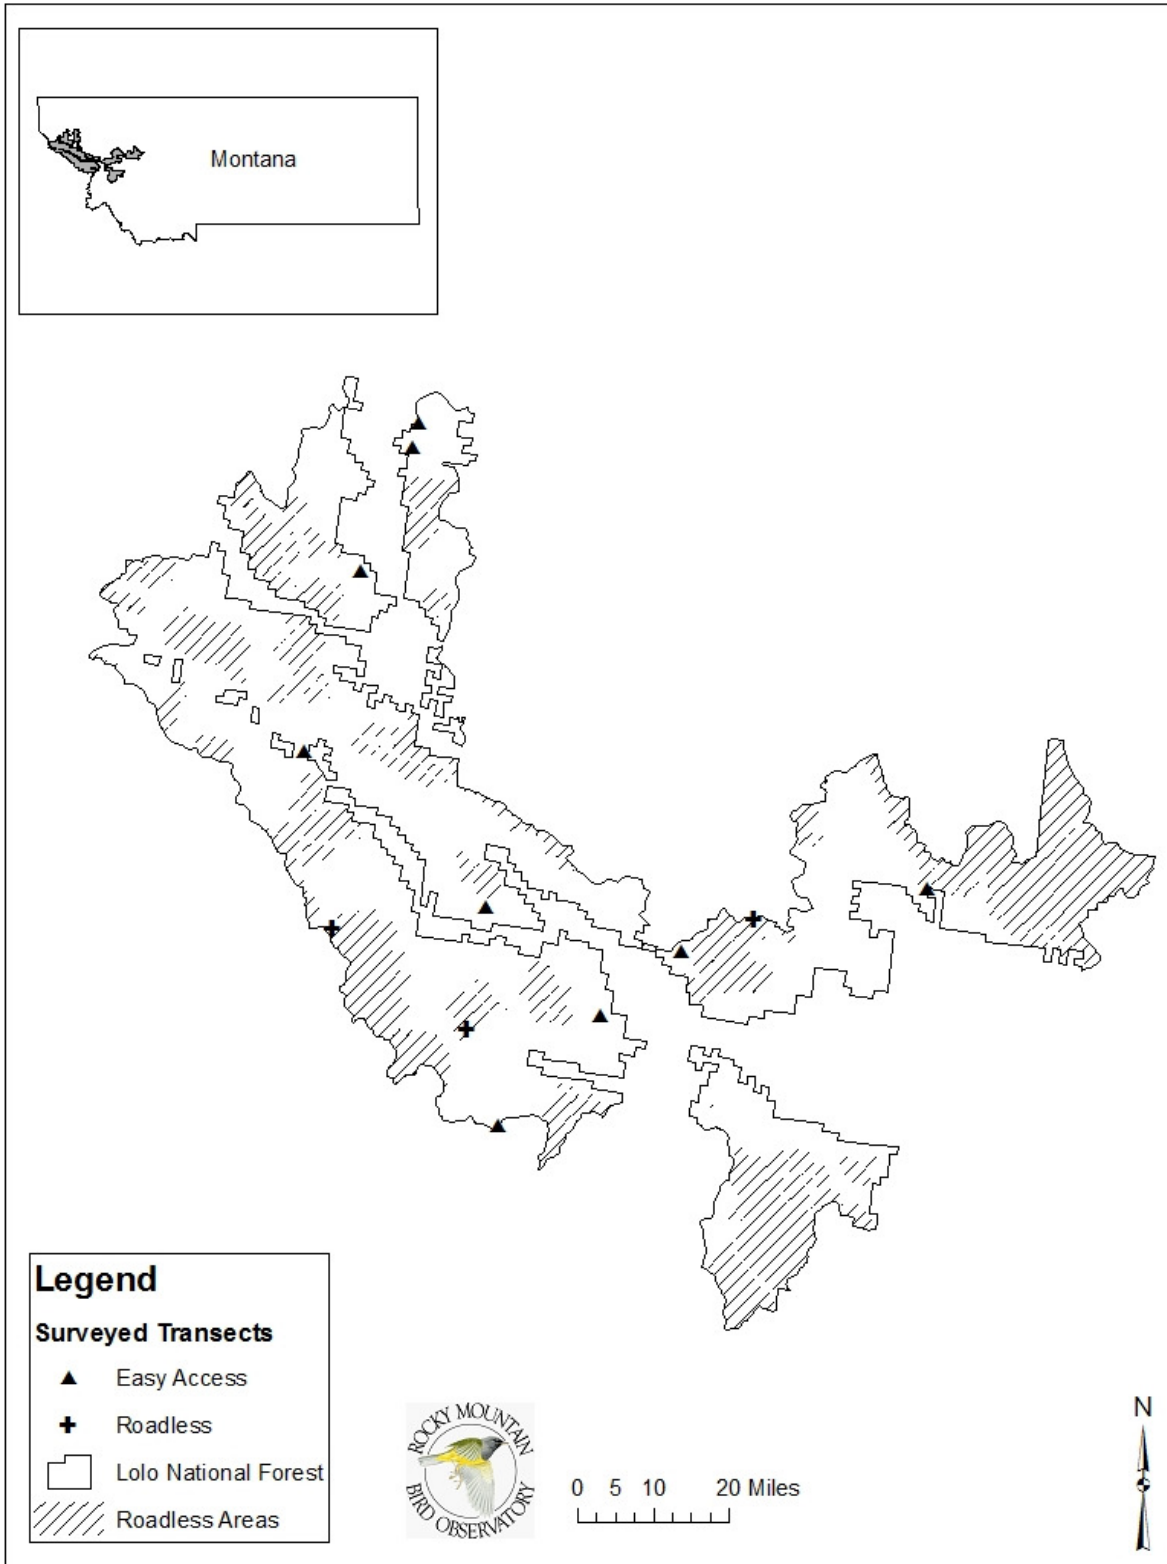 Montana
Legend
Surveyed Transects
Easy Access
Roadless
Lolo National Forest
Roadless Areas
ROCKY MOUNTAIN
BIRD OBSERVATORY
0 5 10 20 Miles
N